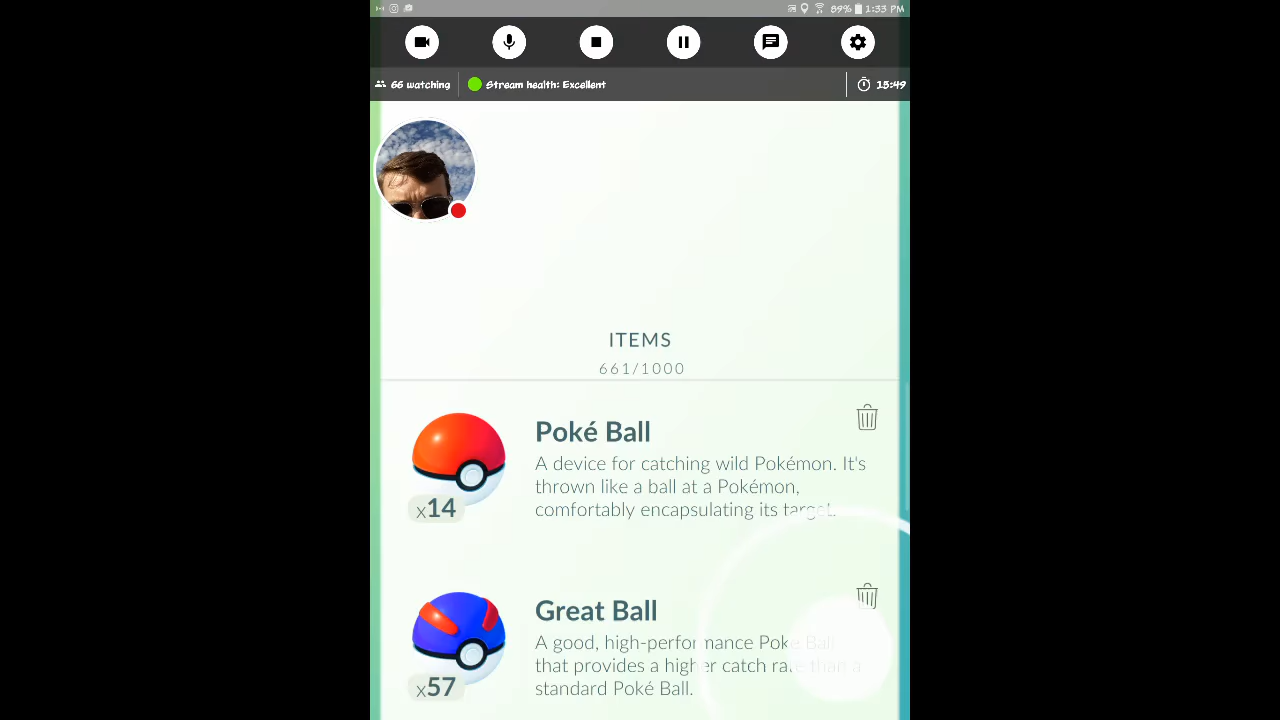 89% 1:33 PM
66 watching Stream health: Excellent 15:49
ITEMS
661/1000
Poké Ball
A device for catching wild Pokémon. It's
thrown like a ball at a Pokémon,
comfortably encapsulating its target.
x14
Great Ball
A good, high-performance Poké Ball
that provides a higher catch rate than a
standard Poké Ball.
x57